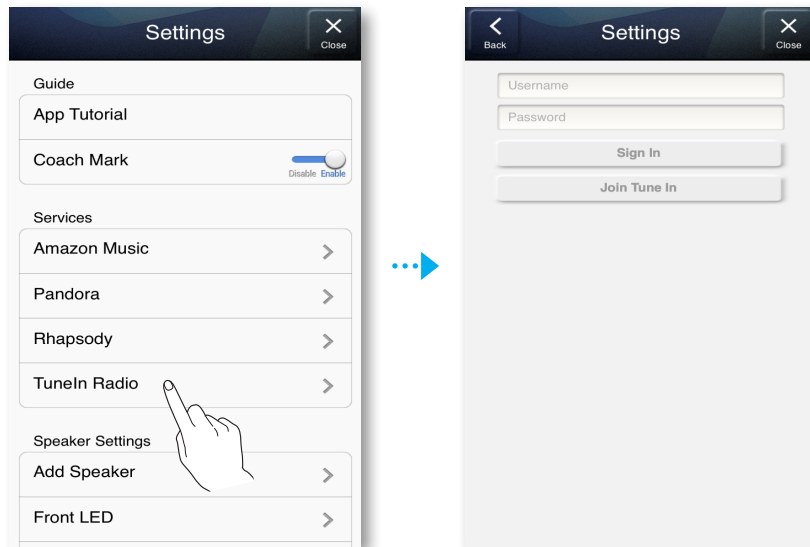 Settings
Close
Guide
App Tutorial
Coach Mark
Disable Enable
Services
Amazon Music
Pandora
Rhapsody
TuneIn Radio
Speaker Settings
Add Speaker
Front LED
Back
Settings
Close
Username
Password
Sign In
Join Tune In